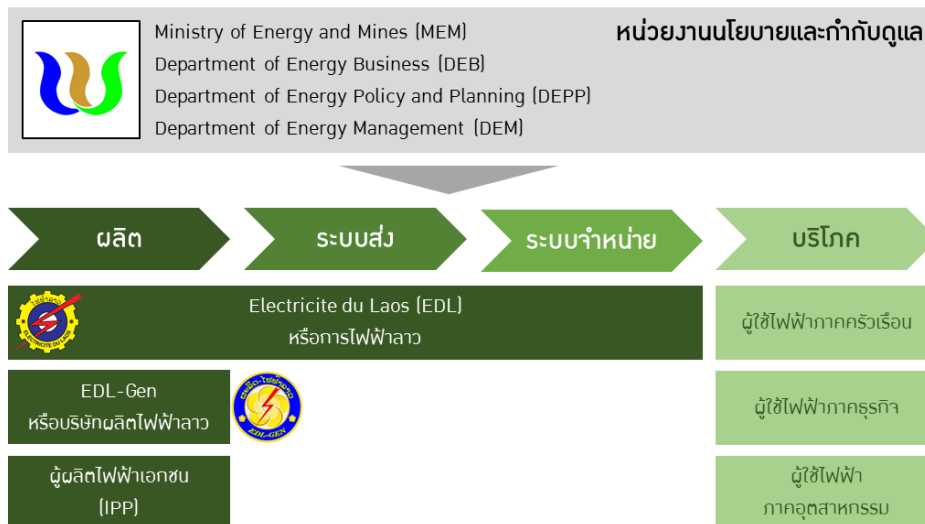 Ministry of Energy and Mines (MEM)
หน่วยงานนโยบายและกำกับดูแล
Department of Energy Business (DEB)
Department of Energy Policy and Planning (DEPP)
Department of Energy Management (DEM)
ผลิต
ระบบส่ง
ระบบจำหน่าย
บริโภค
Electricite du Laos (EDL)
หรือการไฟฟ้าลาว
ELECTRICITE DU LAOS
ผู้ใช้ไฟฟ้าภาคครัวเรือน
EDL-Gen
หรือบริษัทผลิตไฟฟ้าลาว
EDL-GEN
ผู้ใช้ไฟฟ้าภาคธุรกิจ
ผู้ผลิตไฟฟ้าเอกชน
(IPP)
ผู้ใช้ไฟฟ้า
ภาคอุตสาหกรรม